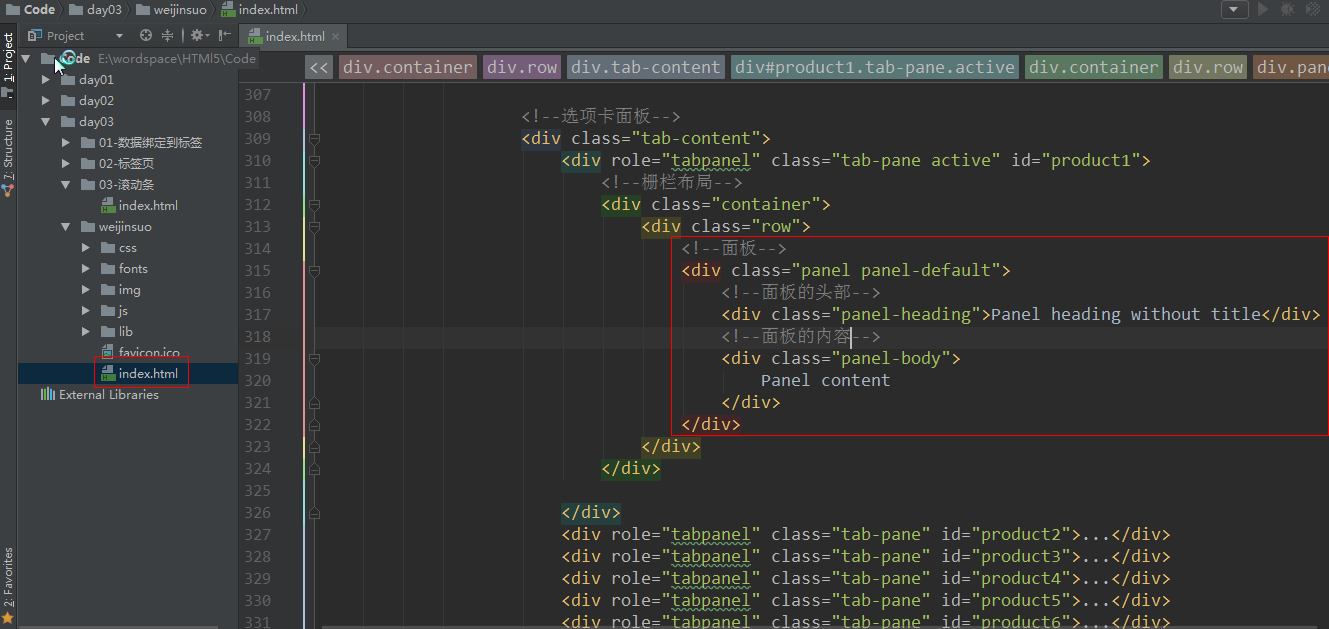 Code day03 weijinsuo index.html
Project index.html ×
1: Project
7: Structure
2: Favorites
Code E:\wordspace\HTMl5\Code
day01
day02
day03
01-数据绑定到标签
02-标签页
03-滚动条
index.html
weijinsuo
css
fonts
img
js
lib
favicon.ico
index.html
External Libraries
<< div.container div.row div.tab-content div#product1.tab-pane.active div.container div.row div.pane
307
308 <!--选项卡面板-->
309 <div class="tab-content">
310 <div role="tabpanel" class="tab-pane active" id="product1">
311 <!--栅栏布局-->
312 <div class="container">
313 <div class="row">
314 <!--面板-->
315 <div class="panel panel-default">
316 <!--面板的头部-->
317 <div class="panel-heading">Panel heading without title</div>
318 <!--面板的内容-->
319 <div class="panel-body">
320 Panel content
321 </div>
322 </div>
323 </div>
324 </div>
325
326 </div>
327 <div role="tabpanel" class="tab-pane" id="product2">...</div>
328 <div role="tabpanel" class="tab-pane" id="product3">...</div>
329 <div role="tabpanel" class="tab-pane" id="product4">...</div>
330 <div role="tabpanel" class="tab-pane" id="product5">...</div>
331 <div role="tabpanel" class="tab-pane" id="product6">...</div>